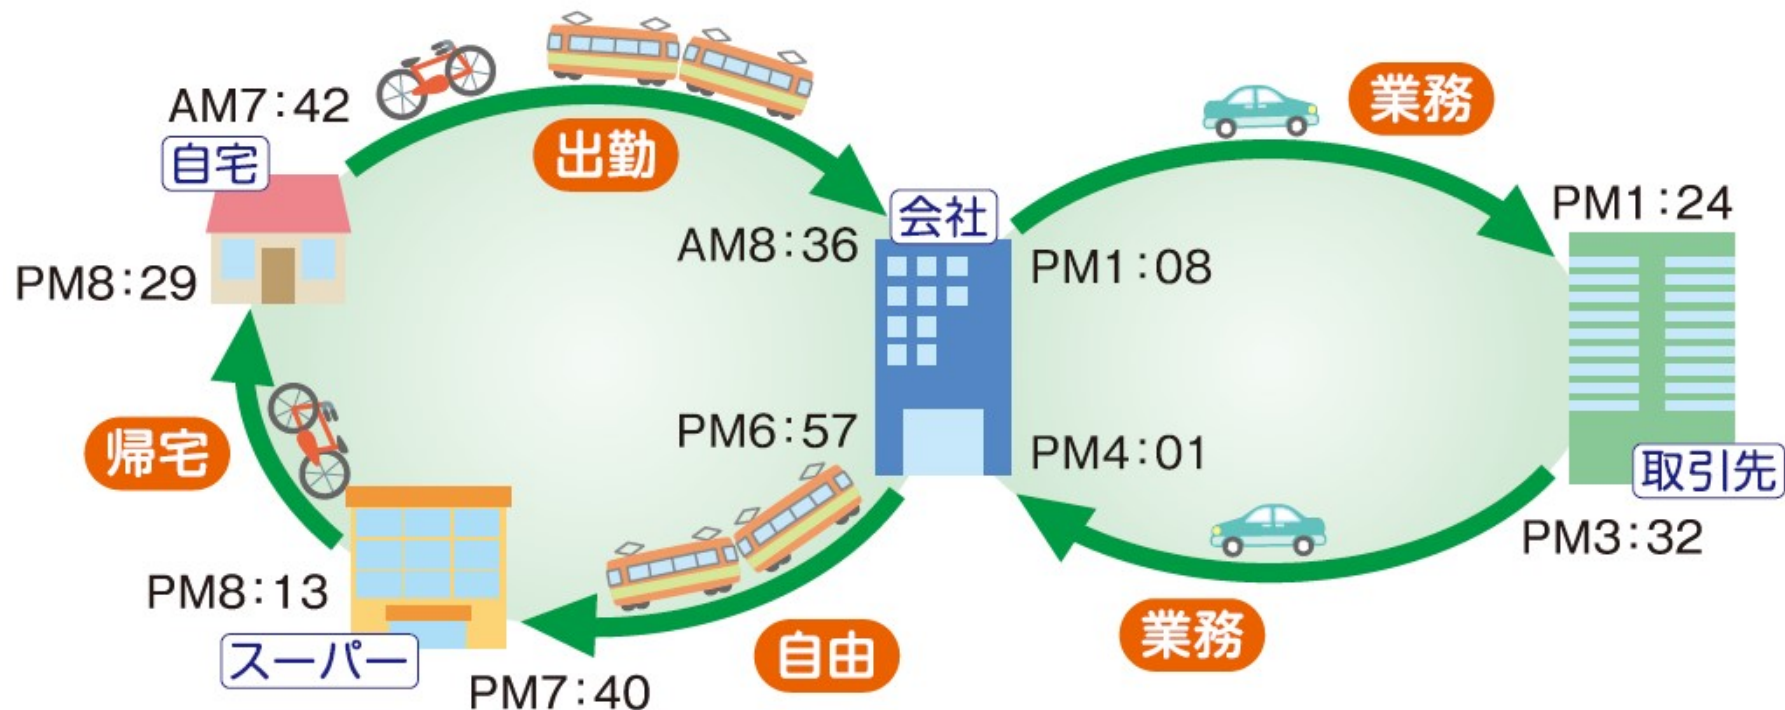 AM7:42
自宅
出勤
AM8:36
会社
PM1:08
業務
PM1:24
取引先
PM3:32
業務
PM4:01
PM6:57
自由
PM7:40
スーパー
PM8:13
帰宅
PM8:29